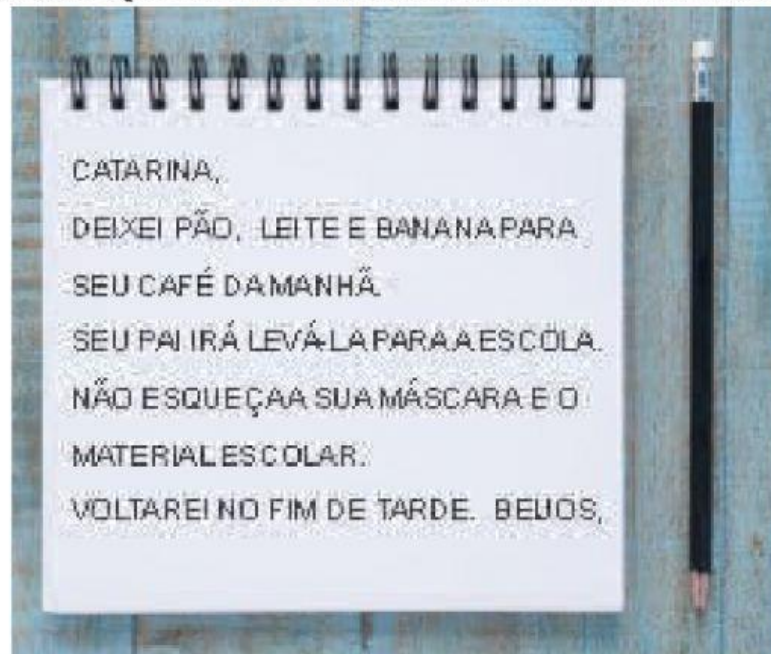 CATARINA,
DEIXEI PÃO, LEITE E BANANA PARA
SEU CAFÉ DA MANHÃ.
SEU PAI IRÁ LEVÁ-LA PARA A ESCOLA.
NÃO ESQUEÇA A SUA MÁSCARA E O
MATERIAL ESCOLAR.
VOLTAREI NO FIM DE TARDE. BEIJOS,